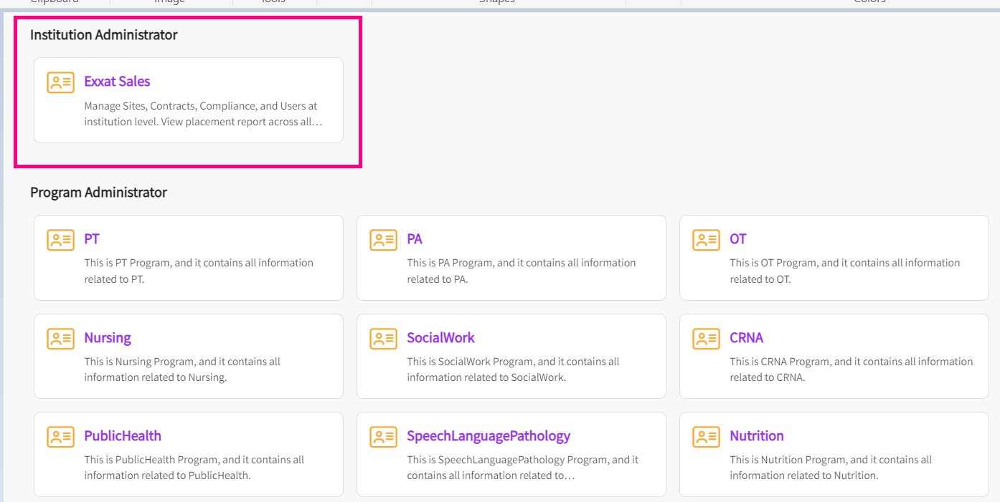 Clipboard Image Tools Shapes Colors
Institution Administrator
Exxat Sales
Manage Sites, Contracts, Compliance, and Users at
institution level. View placement report across all…
Program Administrator
PT
This is PT Program, and it contains all information
related to PT.
PA
This is PA Program, and it contains all information
related to PA.
OT
This is OT Program, and it contains all information
related to OT.
Nursing
This is Nursing Program, and it contains all
information related to Nursing.
SocialWork
This is SocialWork Program, and it contains all
information related to SocialWork.
CRNA
This is CRNA Program, and it contains all information
related to CRNA.
PublicHealth
This is PublicHealth Program, and it contains all
information related to PublicHealth.
SpeechLanguagePathology
This is SpeechLanguagePathology Program, and it
contains all information related to…
Nutrition
This is Nutrition Program, and it contains all
information related to Nutrition.